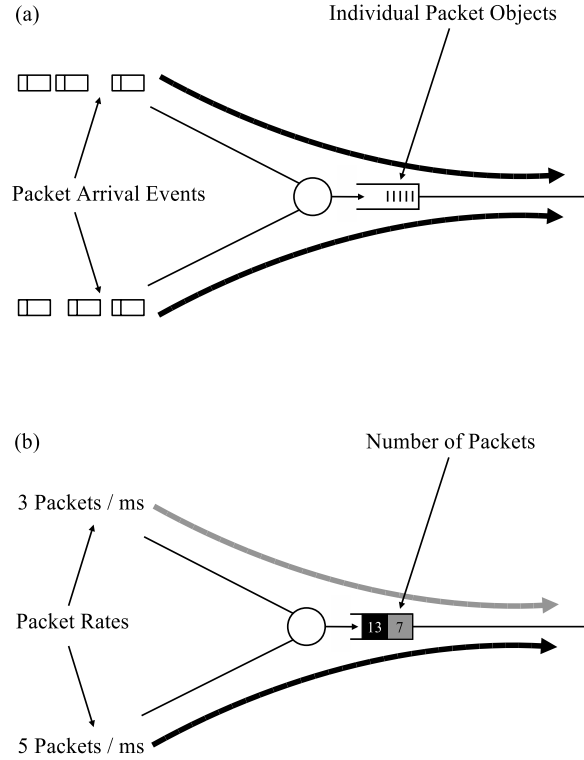 (a)
Individual Packet Objects
Packet Arrival Events
(b)
Number of Packets
3 Packets / ms
13 7
Packet Rates
5 Packets / ms